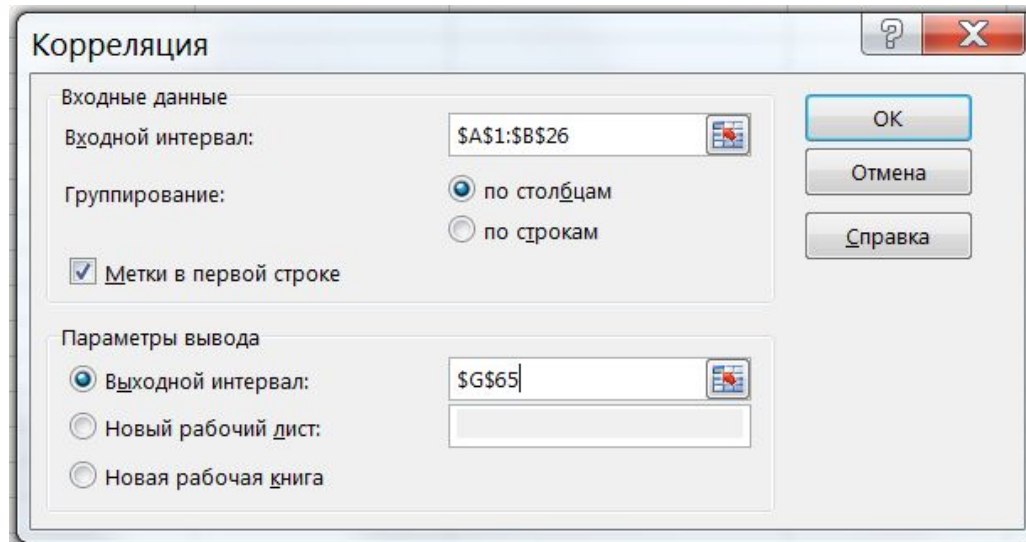 Корреляция
Входные данные
Входной интервал: $A$1:$B$26
Группирование: по столбцам
по строкам
Метки в первой строке
Параметры вывода
Выходной интервал: $G$65
Новый рабочий лист:
Новая рабочая книга
?
X
ОК
Отмена
Справка